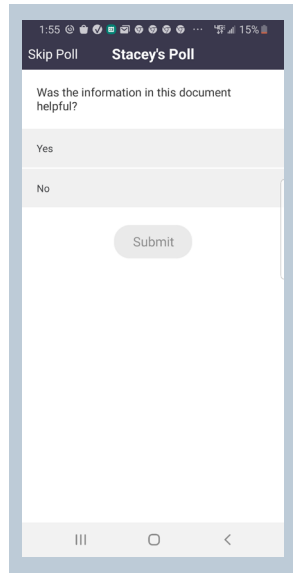 1:55 ... 15%
Skip Poll Stacey's Poll
Was the information in this document
helpful?
Yes
No
Submit